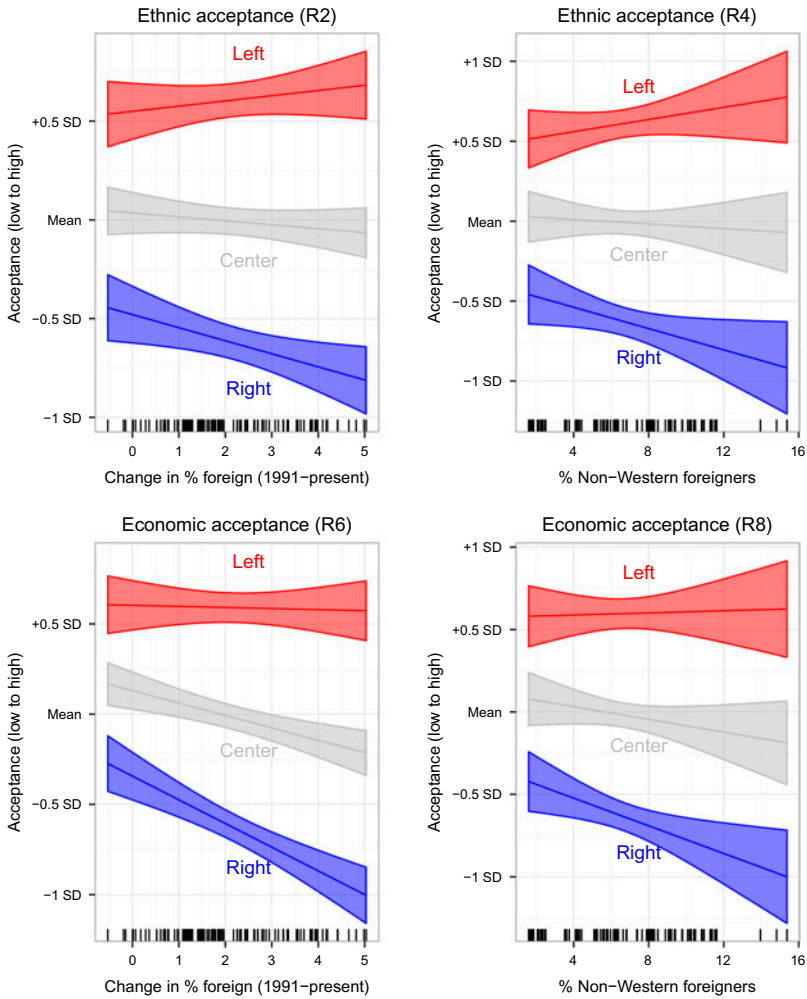 Ethnic acceptance (R2)
Left
+0.5 SD
Mean
Center
−0.5 SD
Right
−1 SD
Acceptance (low to high)
0 1 2 3 4 5
Change in % foreign (1991−present)
Ethnic acceptance (R4)
+1 SD
Left
+0.5 SD
Mean
Center
−0.5 SD
Right
−1 SD
Acceptance (low to high)
4 8 12 16
% Non−Western foreigners
Economic acceptance (R6)
Left
+0.5 SD
Mean
Center
−0.5 SD
Right
−1 SD
Acceptance (low to high)
0 1 2 3 4 5
Change in % foreign (1991−present)
Economic acceptance (R8)
+1 SD
Left
+0.5 SD
Mean
Center
−0.5 SD
Right
−1 SD
Acceptance (low to high)
4 8 12 16
% Non−Western foreigners